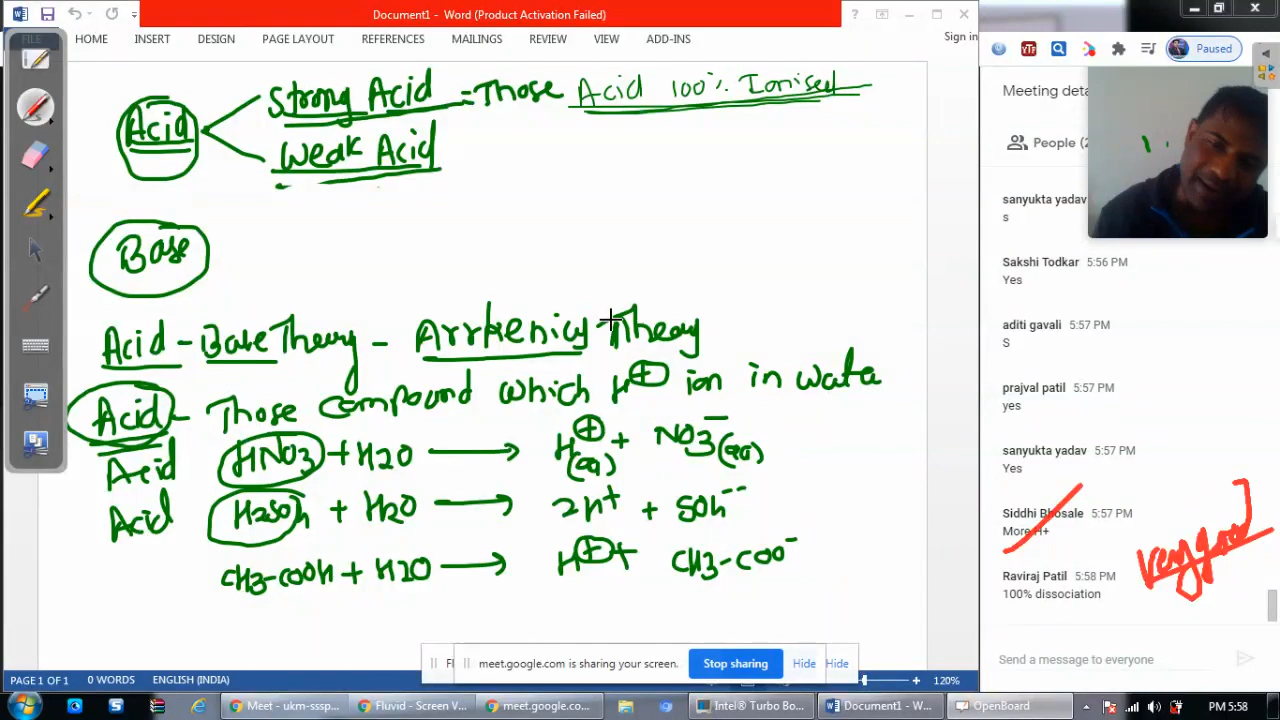 Document1 - Word (Product Activation Failed)
FILE HOME INSERT DESIGN PAGE LAYOUT REFERENCES MAILINGS REVIEW VIEW ADD-INS Sign in
Paused
Acid
Strong Acid - Those Acid 100% Ionised
Weak Acid
Base
Acid - Base Theory - Arrhenius Theory
Acid - Those compound which H+ ion in water
Acid HNO3 + H2O → H+(aq) + NO3-(aq)
Acid H2SO4 + H2O → 2H+ + SO4--
CH3-COOH + H2O → H+ + CH3-COO-
Meeting deta
People (2
sanyukta yadav
s
Sakshi Todkar 5:56 PM
Yes
aditi gavali 5:57 PM
S
prajval patil 5:57 PM
yes
sanyukta yadav 5:57 PM
Yes
Siddhi Bhosale 5:57 PM
More H+
very good
Raviraj Patil 5:58 PM
100% dissociation
Send a message to everyone
meet.google.com is sharing your screen. Stop sharing Hide Hide
PAGE 1 OF 1 0 WORDS ENGLISH (INDIA) 120%
Meet - ukm-sssp... Fluvid - Screen V... meet.google.com... Intel® Turbo Bo... Document1 - W... OpenBoard PM 5:58